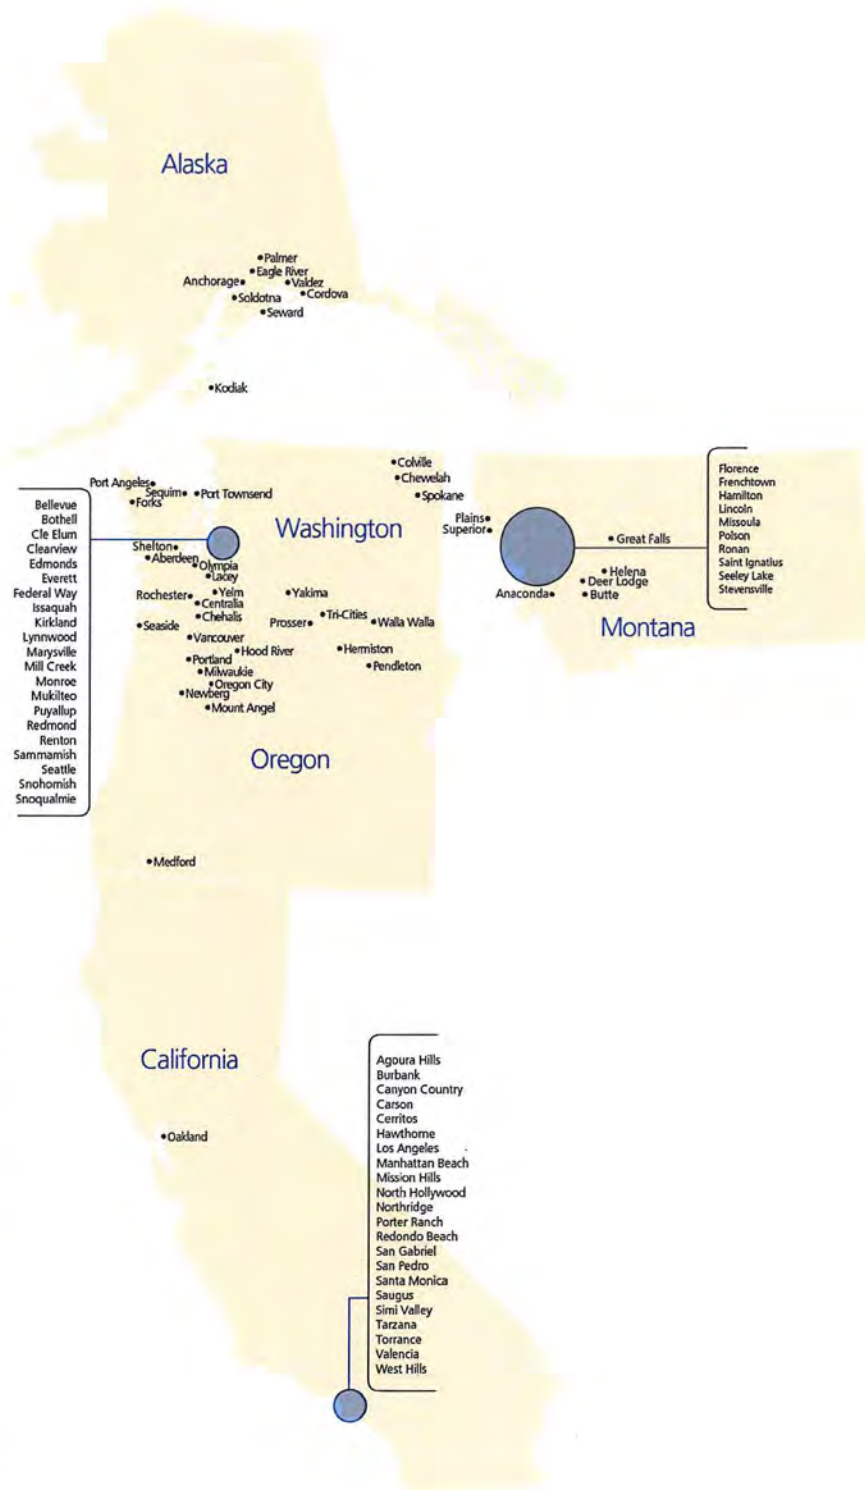 Alaska
Palmer
Eagle River
Anchorage
Valdez
Soldotna
Cordova
Seward
Kodiak
Colville
Chewelah
Spokane
Port Angeles
Sequim
Port Townsend
Forks
Washington
Shelton
Aberdeen
Olympia
Lacey
Rochester
Yelm
Centralia
Chehalis
Yakima
Tri-Cities
Prosser
Walla Walla
Seaside
Vancouver
Hood River
Hermiston
Portland
Milwaukie
Pendleton
Oregon City
Newberg
Mount Angel
Oregon
Medford
Bellevue
Bothell
Cle Elum
Clearview
Edmonds
Everett
Federal Way
Issaquah
Kirkland
Lynnwood
Marysville
Mill Creek
Monroe
Mukilteo
Puyallup
Redmond
Renton
Sammamish
Seattle
Snohomish
Snoqualmie
Plains
Superior
Great Falls
Helena
Deer Lodge
Anaconda
Butte
Montana
Florence
Frenchtown
Hamilton
Lincoln
Missoula
Polson
Ronan
Saint Ignatius
Seeley Lake
Stevensville
California
Oakland
Agoura Hills
Burbank
Canyon Country
Carson
Cerritos
Hawthorne
Los Angeles
Manhattan Beach
Mission Hills
North Hollywood
Northridge
Porter Ranch
Redondo Beach
San Gabriel
San Pedro
Santa Monica
Saugus
Simi Valley
Tarzana
Torrance
Valencia
West Hills